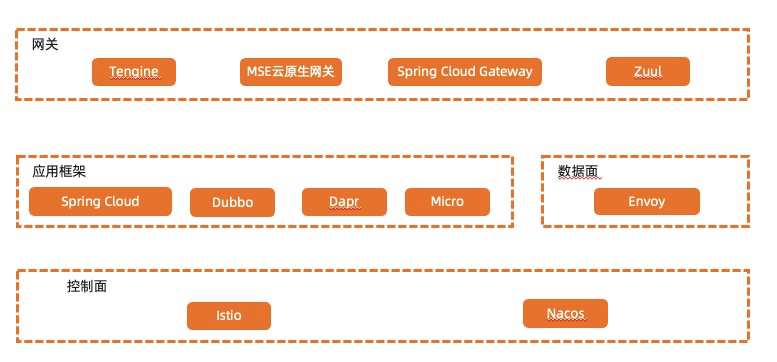 网关
Tengine
MSE云原生网关
Spring Cloud Gateway
Zuul
应用框架
Spring Cloud
Dubbo
Dapr
Micro
数据面
Envoy
控制面
Istio
Nacos